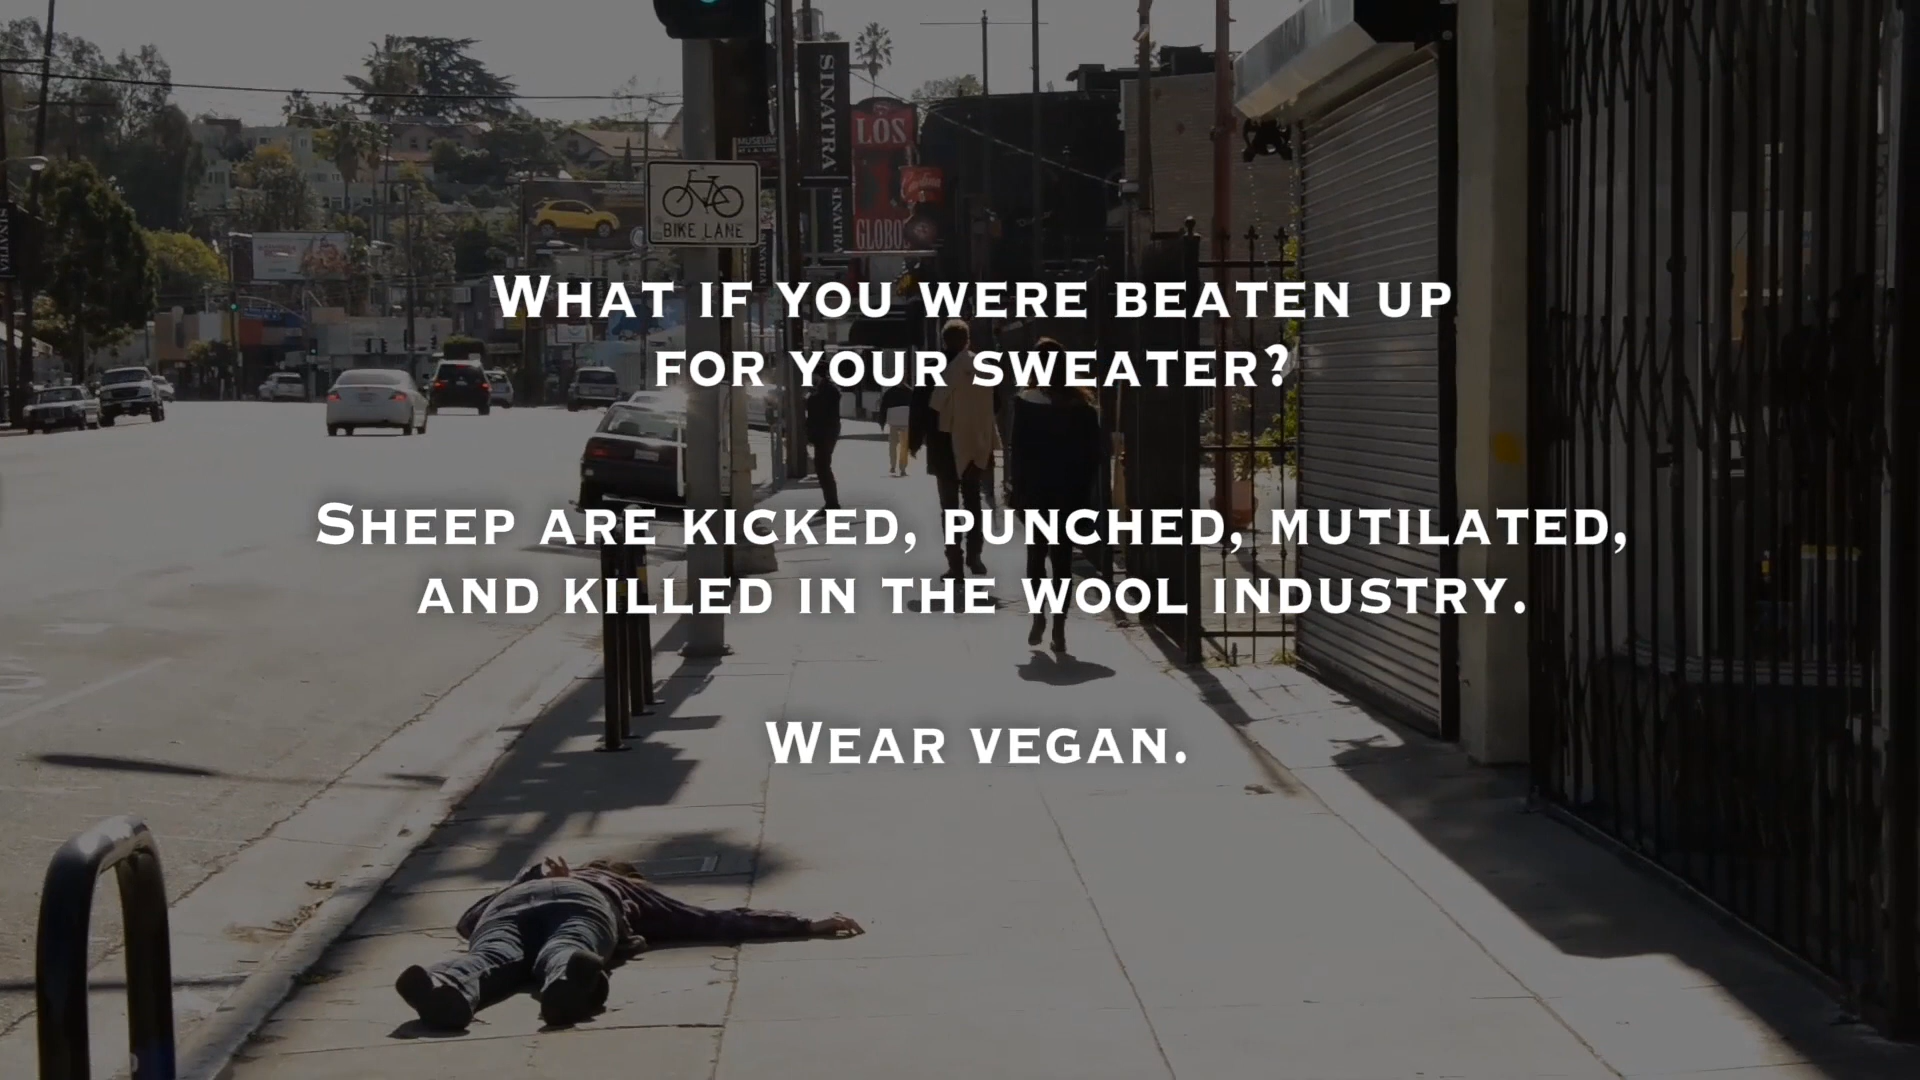 SINATRA
LOS
GLOBO
BIKE LANE
WHAT IF YOU WERE BEATEN UP
FOR YOUR SWEATER?
SHEEP ARE KICKED, PUNCHED, MUTILATED,
AND KILLED IN THE WOOL INDUSTRY.
WEAR VEGAN.